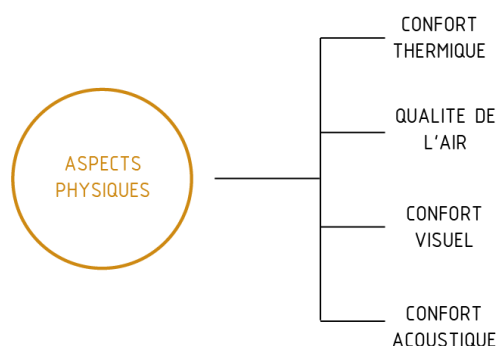 ASPECTS
PHYSIQUES
CONFORT
THERMIQUE
QUALITE DE
L'AIR
CONFORT
VISUEL
CONFORT
ACOUSTIQUE